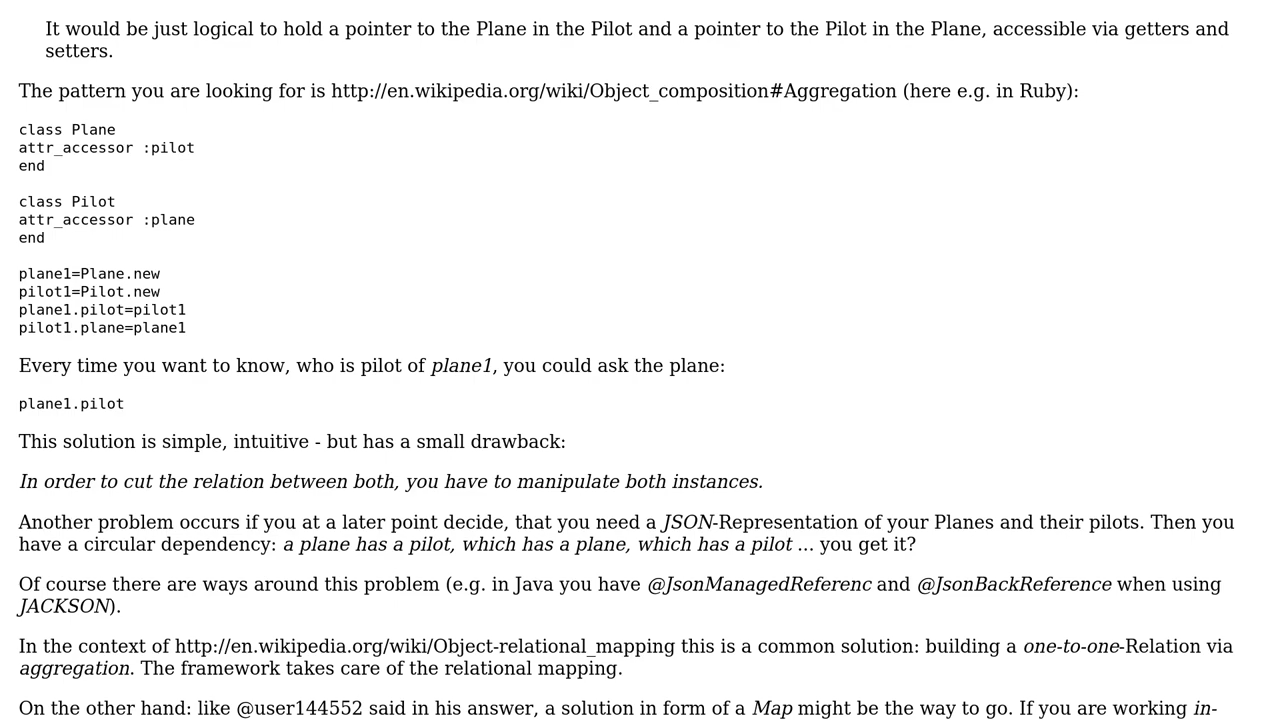 It would be just logical to hold a pointer to the Plane in the Pilot and a pointer to the Pilot in the Plane, accessible via getters and
setters.
The pattern you are looking for is http://en.wikipedia.org/wiki/Object_composition#Aggregation (here e.g. in Ruby):
class Plane
attr_accessor :pilot
end
class Pilot
attr_accessor :plane
end
plane1=Plane.new
pilot1=Pilot.new
plane1.pilot=pilot1
pilot1.plane=plane1
Every time you want to know, who is pilot of plane1, you could ask the plane:
plane1.pilot
This solution is simple, intuitive - but has a small drawback:
In order to cut the relation between both, you have to manipulate both instances.
Another problem occurs if you at a later point decide, that you need a JSON-Representation of your Planes and their pilots. Then you
have a circular dependency: a plane has a pilot, which has a plane, which has a pilot ... you get it?
Of course there are ways around this problem (e.g. in Java you have @JsonManagedReferenc and @JsonBackReference when using
JACKSON).
In the context of http://en.wikipedia.org/wiki/Object-relational_mapping this is a common solution: building a one-to-one-Relation via
aggregation. The framework takes care of the relational mapping.
On the other hand: like @user144552 said in his answer, a solution in form of a Map might be the way to go. If you are working in-